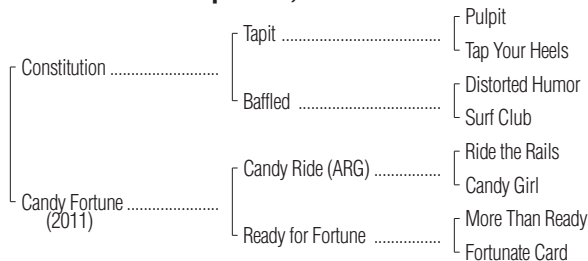 Pulpit
Tapit ................................
Tap Your Heels
Constitution ......................
Distorted Humor
Baffled ............................
Surf Club
Ride the Rails
Candy Ride (ARG) ................
Candy Girl
Candy Fortune ....................
(2011)
More Than Ready
Ready for Fortune ................
Fortunate Card